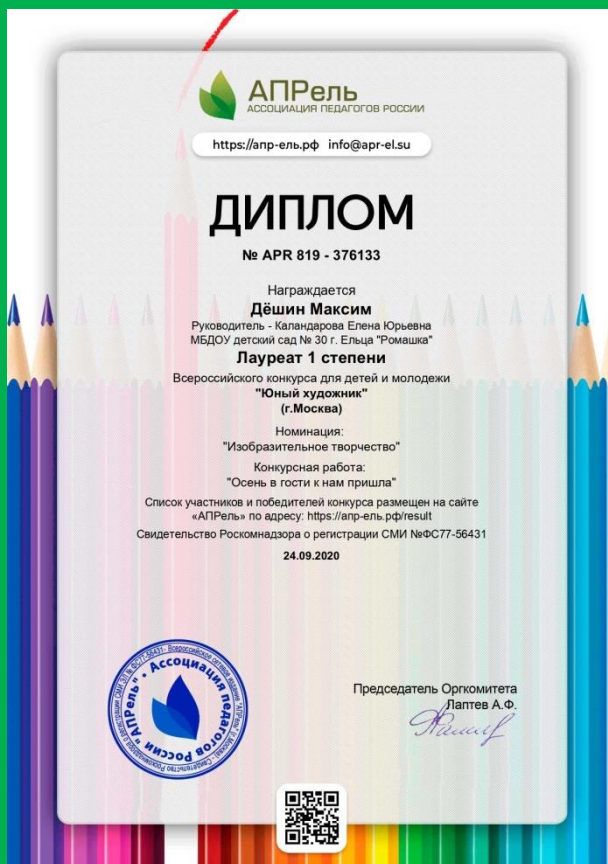 АПРель
АССОЦИАЦИЯ ПЕДАГОГОВ РОССИИ
https://апр-ель.рф info@apr-el.su
ДИПЛОМ
№ APR 819 - 376133
Награждается
Дёшин Максим
Руководитель - Каландарова Елена Юрьевна
МБДОУ детский сад № 30 г. Ельца "Ромашка"
Лауреат 1 степени
Всероссийского конкурса для детей и молодежи
"Юный художник"
(г.Москва)
Номинация:
"Изобразительное творчество"
Конкурсная работа:
"Осень в гости к нам пришла"
Список участников и победителей конкурса размещен на сайте
«АПРель» по адресу: https://апр-ель.рф/result
Свидетельство Роскомнадзора о регистрации СМИ №ФС77-56431
24.09.2020
Ассоциация педагогов России "АПРель"
Председатель Оргкомитета
Лаптев А.Ф.